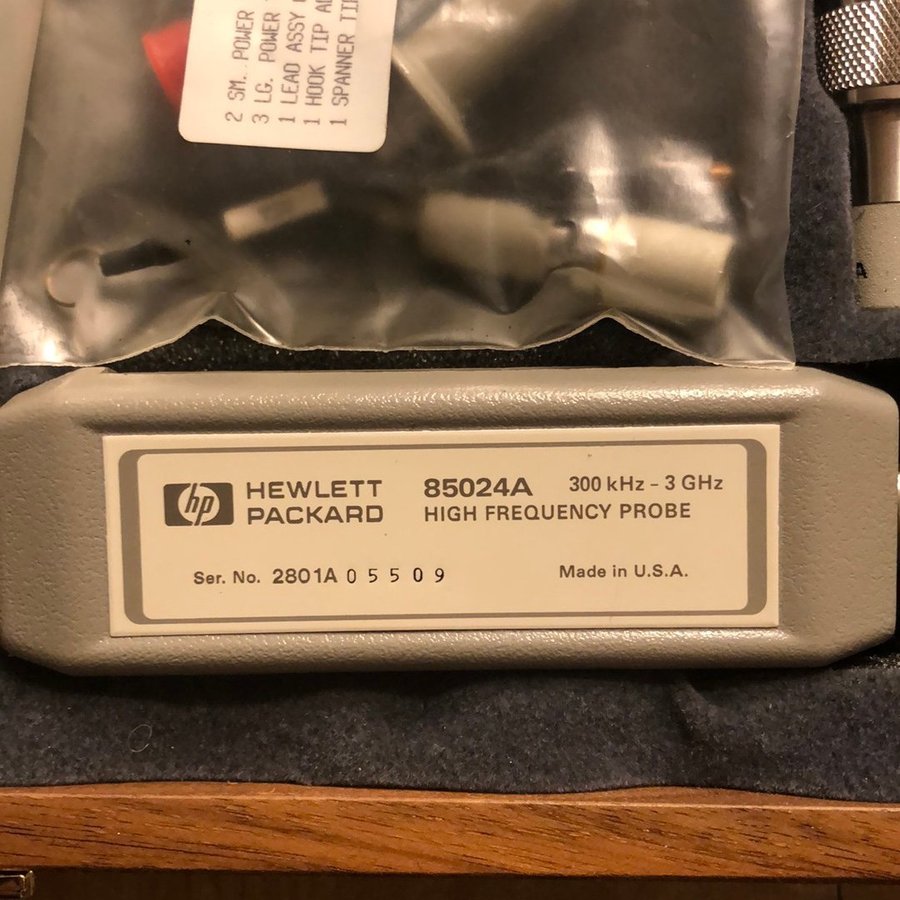 2 SM. POWER
3 LG. POWER
1 LEAD ASSY
1 HOOK TIP
1 SPANNER
hp HEWLETT PACKARD
85024A 300 kHz - 3 GHz
HIGH FREQUENCY PROBE
Ser. No. 2801A 05509
Made in U.S.A.
A